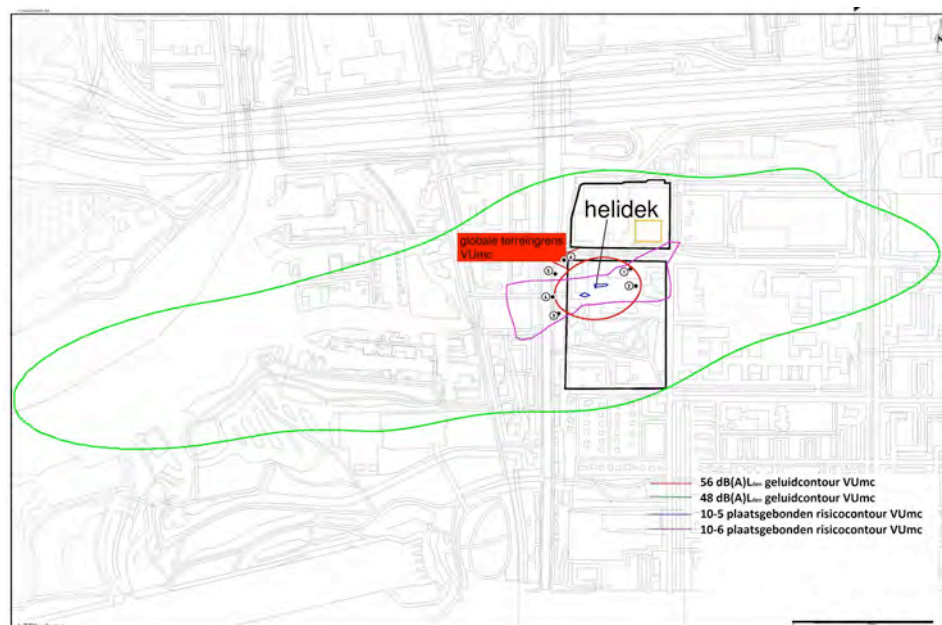 helidek
globale terreingrens
VUmc
56 dB(A)Lden geluidcontour VUmc
48 dB(A)Lden geluidcontour VUmc
10-5 plaatsgebonden risicocontour VUmc
10-6 plaatsgebonden risicocontour VUmc